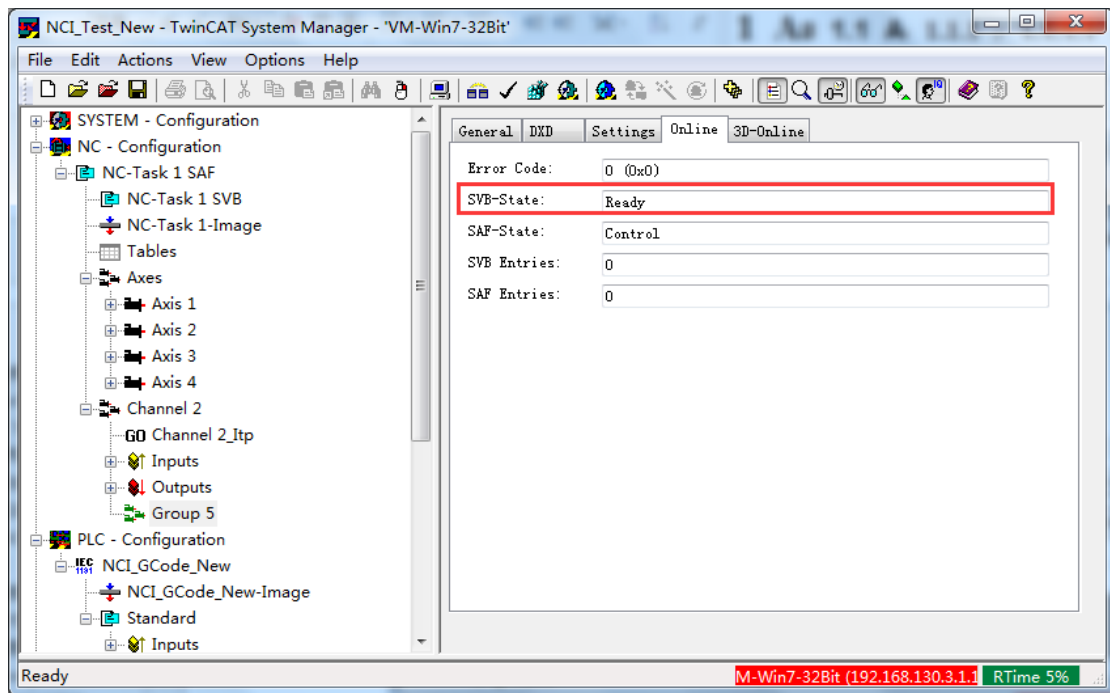 NCI_Test_New - TwinCAT System Manager - 'VM-Win7-32Bit'
File Edit Actions View Options Help
SYSTEM - Configuration
NC - Configuration
NC-Task 1 SAF
NC-Task 1 SVB
NC-Task 1-Image
Tables
Axes
Axis 1
Axis 2
Axis 3
Axis 4
Channel 2
GO Channel 2_Itp
Inputs
Outputs
Group 5
PLC - Configuration
IEC 1131 NCI_GCode_New
NCI_GCode_New-Image
Standard
Inputs
General DXD Settings Online 3D-Online
Error Code: 0 (0x0)
SVB-State: Ready
SAF-State: Control
SVB Entries: 0
SAF Entries: 0
Ready M-Win7-32Bit (192.168.130.3.1.1 RTime 5%